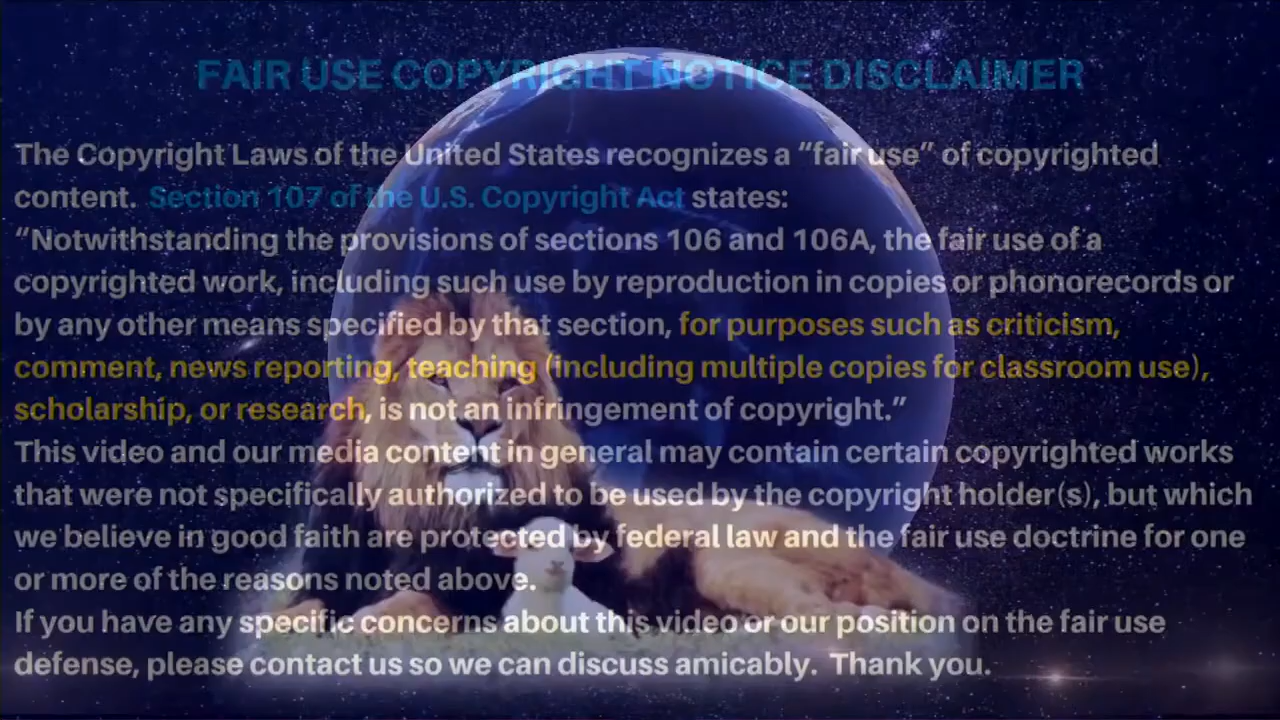 FAIR USE COPYRIGHT NOTICE DISCLAIMER
The Copyright Laws of the United States recognizes a “fair use” of copyrighted
content. Section 107 of the U.S. Copyright Act states:
“Notwithstanding the provisions of sections 106 and 106A, the fair use of a
copyrighted work, including such use by reproduction in copies or phonorecords or
by any other means specified by that section, for purposes such as criticism,
comment, news reporting, teaching (including multiple copies for classroom use),
scholarship, or research, is not an infringement of copyright.”
This video and our media content in general may contain certain copyrighted works
that were not specifically authorized to be used by the copyright holder(s), but which
we believe in good faith are protected by federal law and the fair use doctrine for one
or more of the reasons noted above.
If you have any specific concerns about this video or our position on the fair use
defense, please contact us so we can discuss amicably. Thank you.